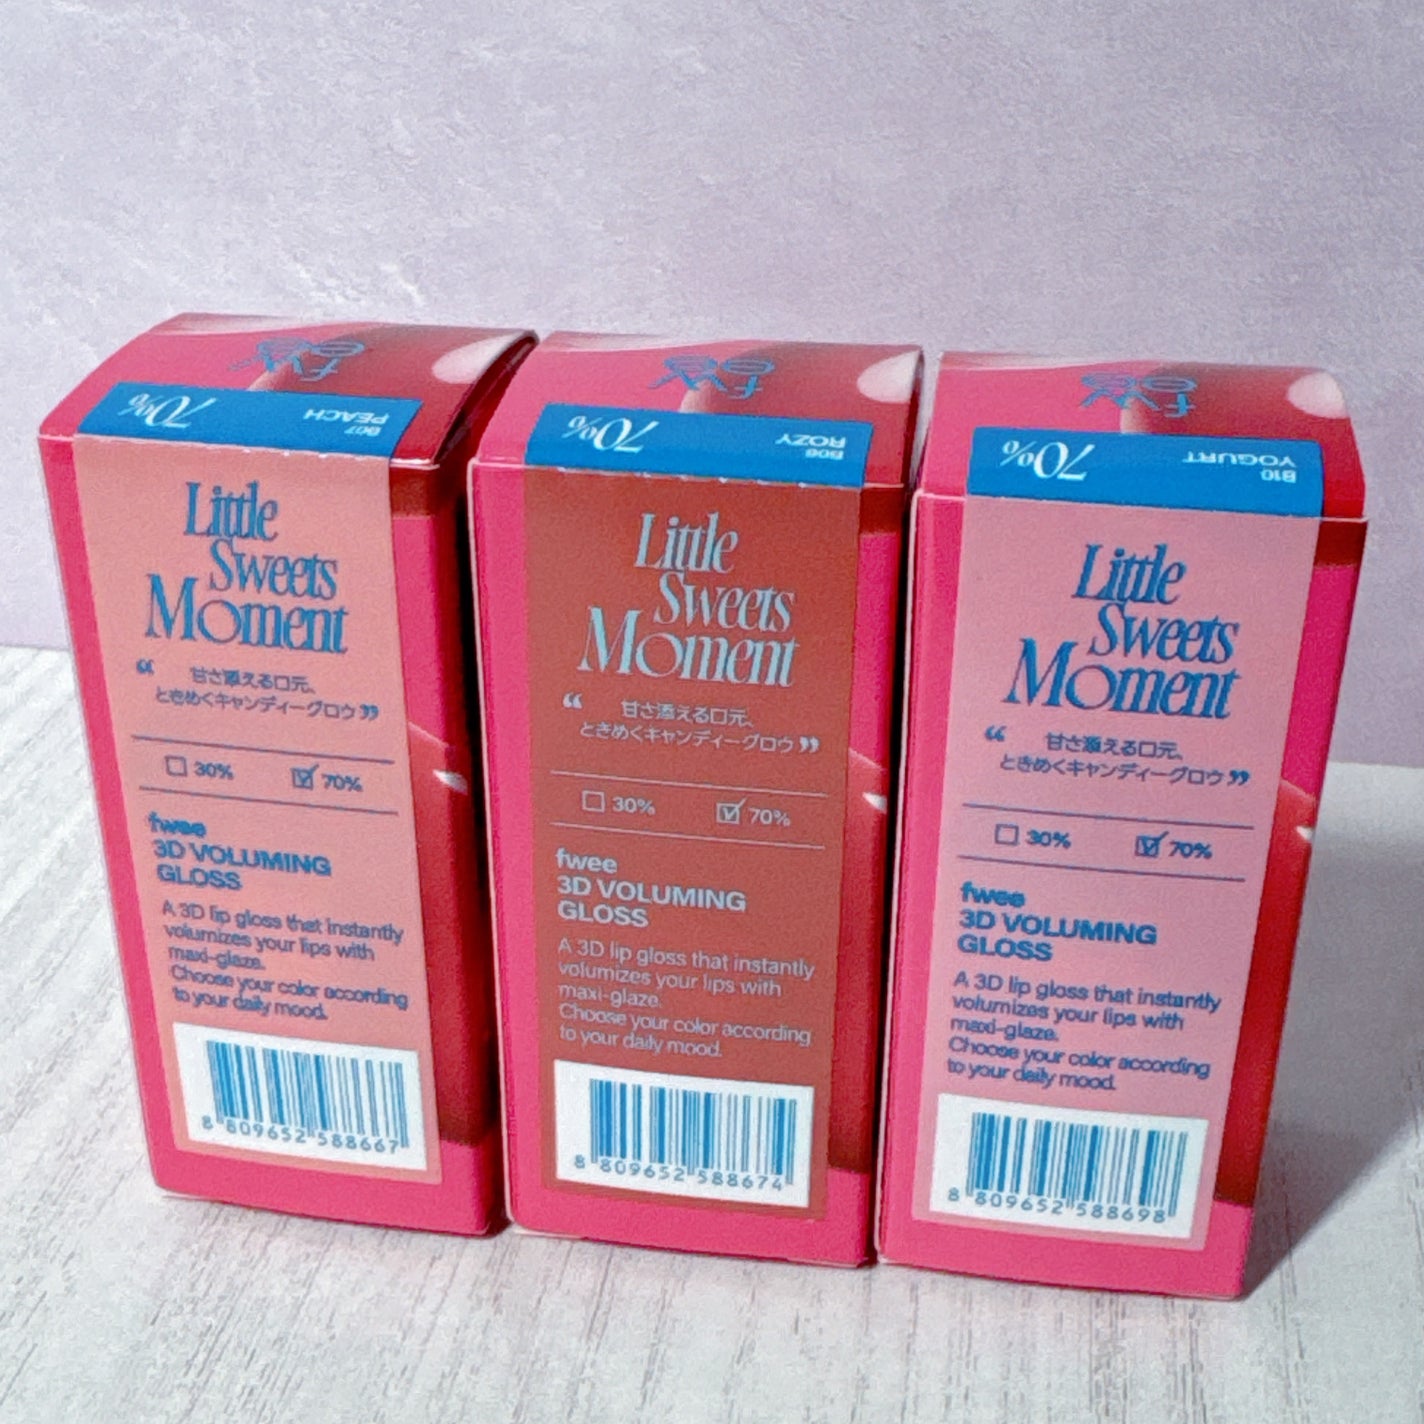 fwee
B07
PEACH
70%
Little
Sweets
Moment
“ 甘さ添える口元、
ときめくキャンディーグロウ ”
30% 70%
fwee
3D VOLUMING
GLOSS
A 3D lip gloss that instantly
volumizes your lips with
maxi-glaze.
Choose your color according
to your daily mood.
8 809652 588667
fwee
B08
ROZY
70%
Little
Sweets
Moment
“ 甘さ添える口元、
ときめくキャンディーグロウ ”
30% 70%
fwee
3D VOLUMING
GLOSS
A 3D lip gloss that instantly
volumizes your lips with
maxi-glaze.
Choose your color according
to your daily mood.
8 809652 588674
fwee
B10
YOGURT
70%
Little
Sweets
Moment
“ 甘さ添える口元、
ときめくキャンディーグロウ ”
30% 70%
fwee
3D VOLUMING
GLOSS
A 3D lip gloss that instantly
volumizes your lips with
maxi-glaze.
Choose your color according
to your daily mood.
8 809652 588698